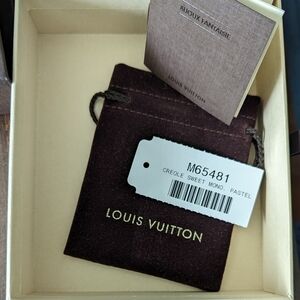 BIJOUX FANTAISIE
LOUIS VUITTON
M65481
CREOLE SWEET MONO. PASTEL
LOUIS VUITTON